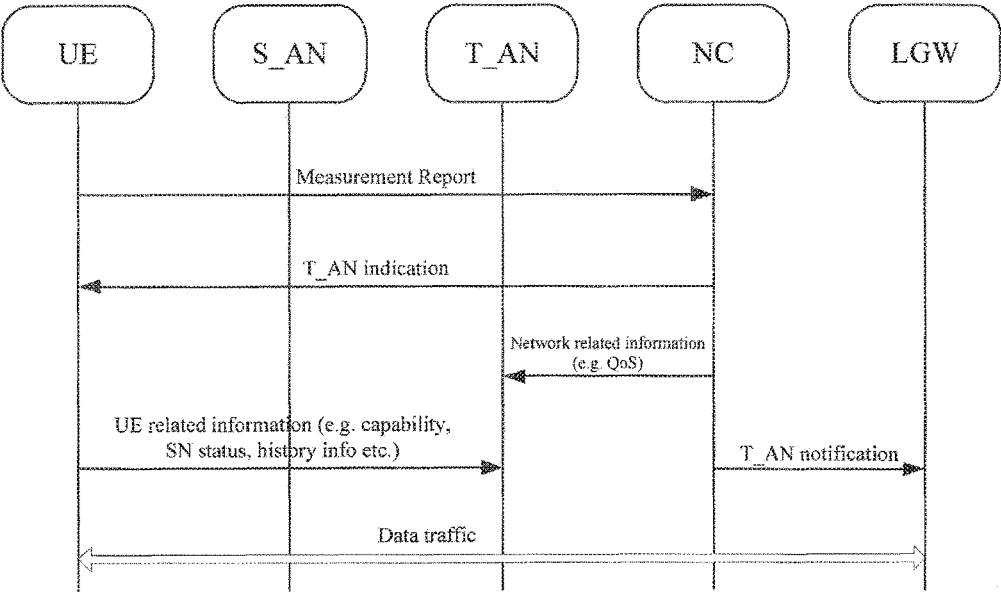 UE
S_AN
T_AN
NC
LGW
Measurement Report
T_AN indication
Network related information
(e.g. QoS)
UE related information (e.g. capability,
SN status, history info etc.)
T_AN notification
Data traffic